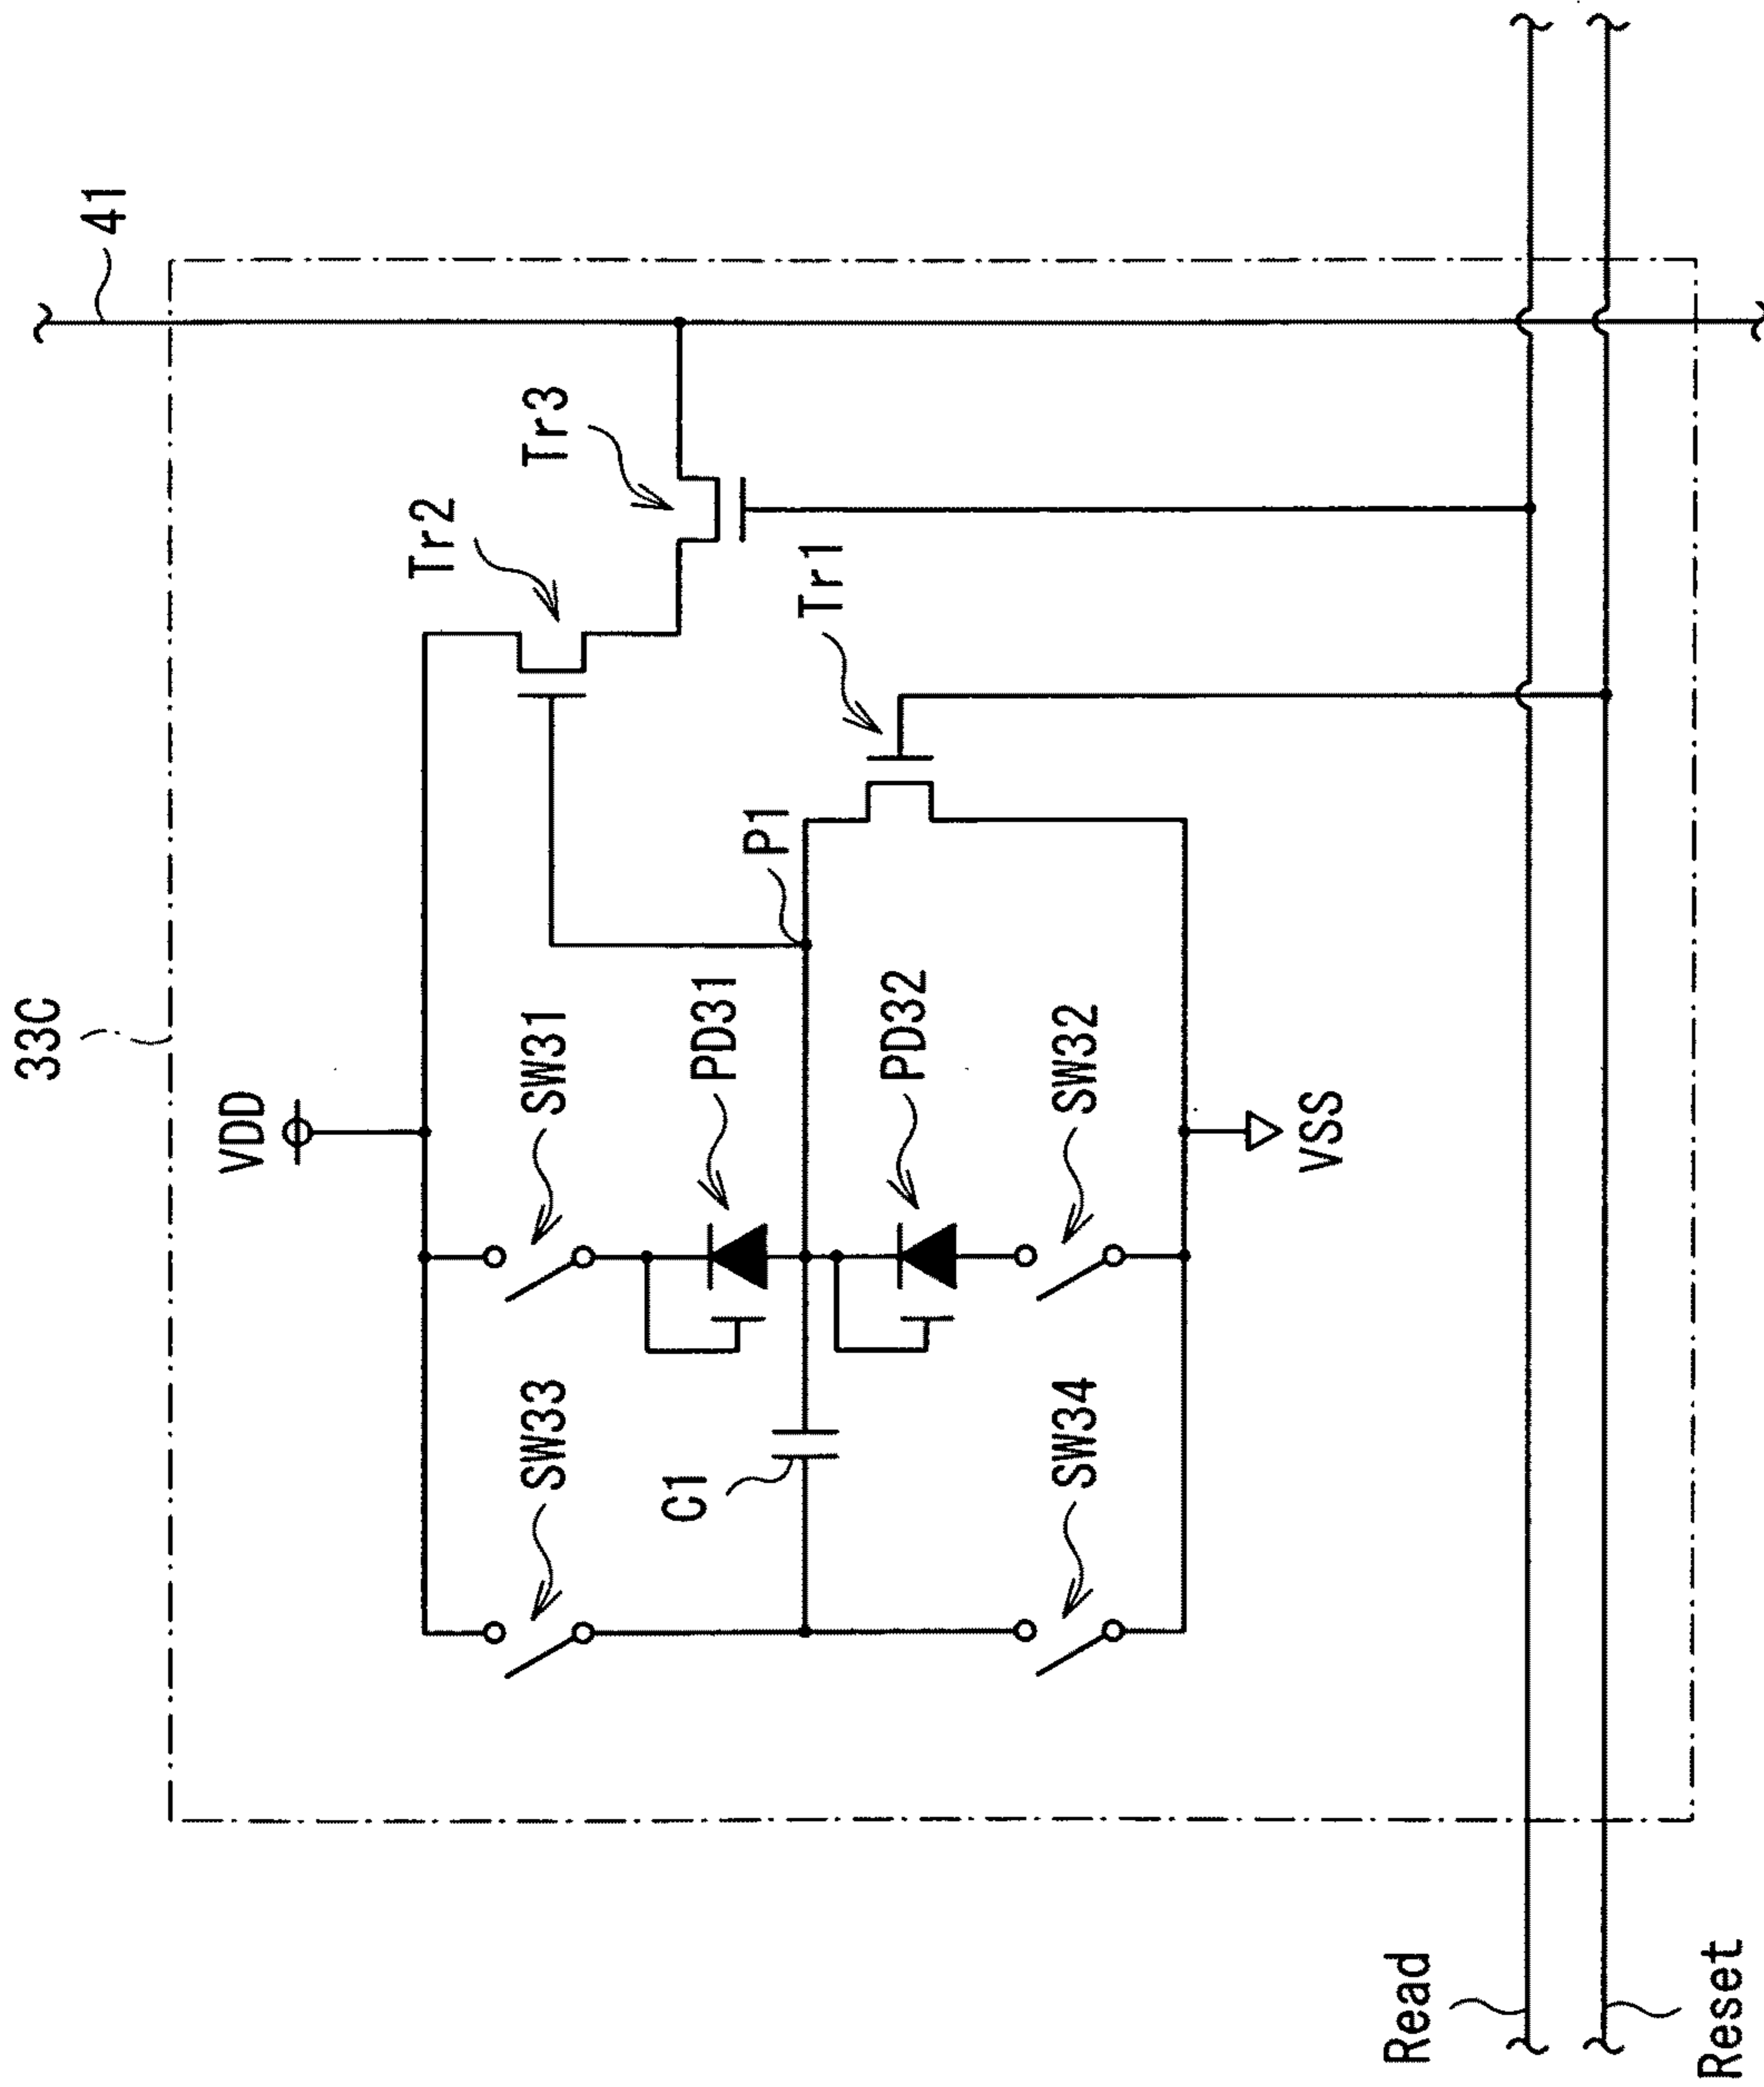 33C
VDD
41
SW33
SW31
Tr2
Tr3
C1
PD31
P1
Tr1
PD32
SW34
SW32
VSS
Read
Reset